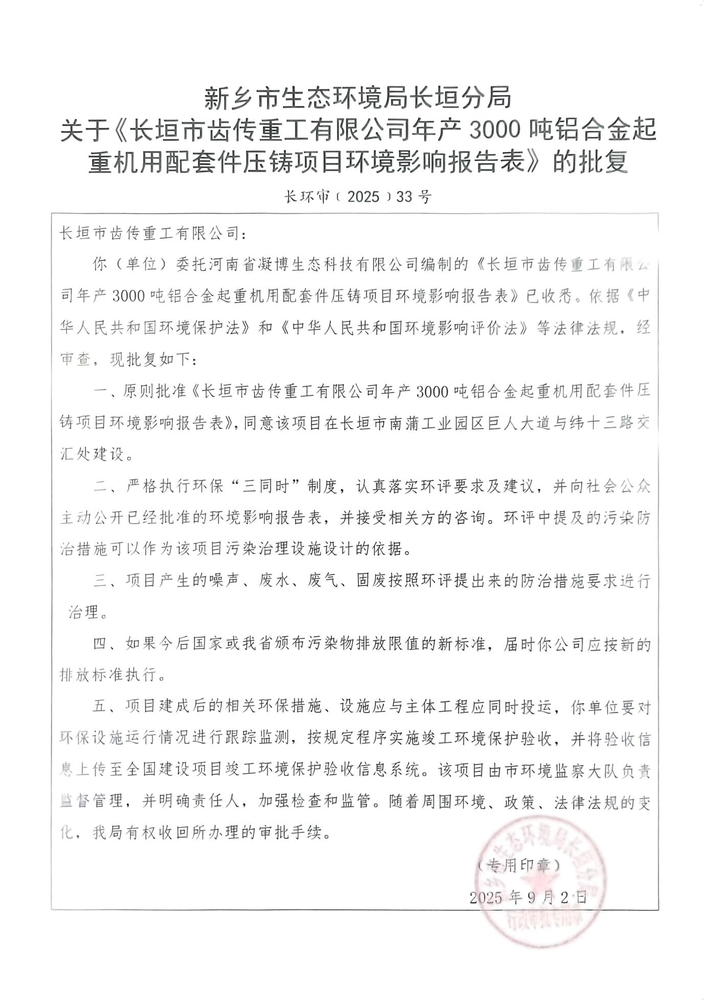 新乡市生态环境局长垣分局
关于《长垣市齿传重工有限公司年产 3000 吨铝合金起
重机用配套件压铸项目环境影响报告表》的批复
长环审﹝2025﹞33 号
长垣市齿传重工有限公司：
你（单位）委托河南省凝博生态科技有限公司编制的《长垣市齿传重工有限公
司年产 3000 吨铝合金起重机用配套件压铸项目环境影响报告表》已收悉。依据《中
华人民共和国环境保护法》和《中华人民共和国环境影响评价法》等法律法规，经
审查，现批复如下：
一、原则批准《长垣市齿传重工有限公司年产 3000 吨铝合金起重机用配套件压
铸项目环境影响报告表》，同意该项目在长垣市南蒲工业园区巨人大道与纬十三路交
汇处建设。
二、严格执行环保“三同时”制度，认真落实环评要求及建议，并向社会公众
主动公开已经批准的环境影响报告表，并接受相关方的咨询。环评中提及的污染防
治措施可以作为该项目污染治理设施设计的依据。
三、项目产生的噪声、废水、废气、固废按照环评提出来的防治措施要求进行
治理。
四、如果今后国家或我省颁布污染物排放限值的新标准，届时你公司应按新的
排放标准执行。
五、项目建成后的相关环保措施、设施应与主体工程应同时投运，你单位要对
环保设施运行情况进行跟踪监测，按规定程序实施竣工环境保护验收，并将验收信
息上传至全国建设项目竣工环境保护验收信息系统。该项目由市环境监察大队负责
监督管理，并明确责任人，加强检查和监管。随着周围环境、政策、法律法规的变
化，我局有权收回所办理的审批手续。
（专用印章）
2025 年 9 月 2 日
新乡市生态环境局长垣分局
行政审批专用章